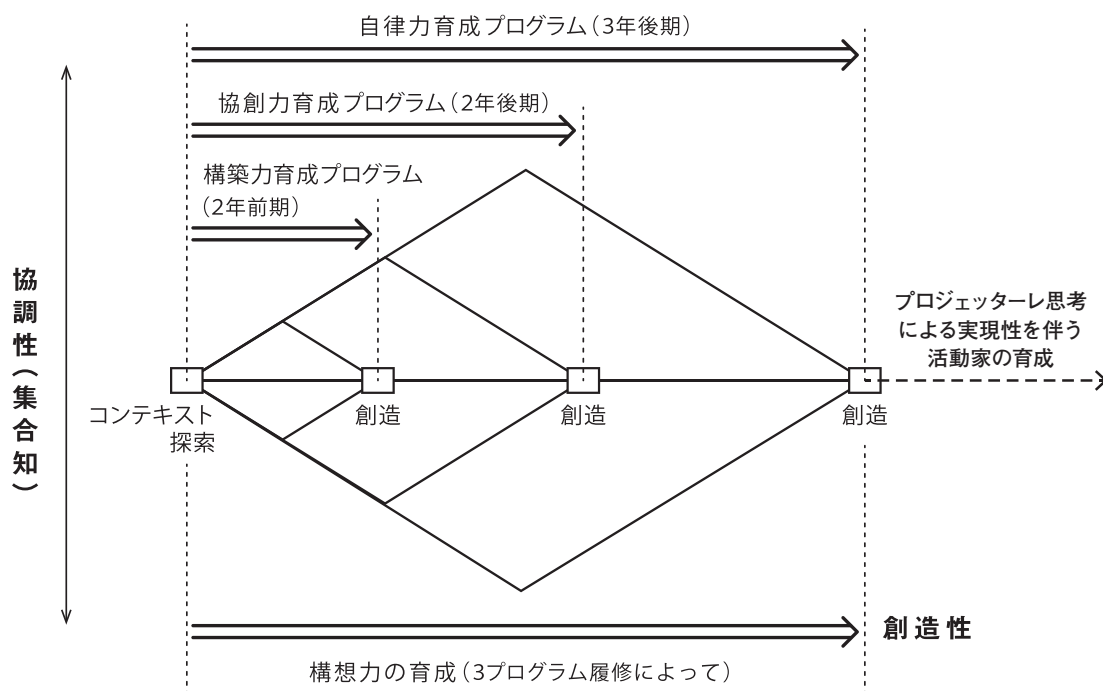 自律力育成プログラム（3年後期）
協創力育成プログラム（2年後期）
構築力育成プログラム
（2年前期）
協調性（集合知）
プロジェッターレ思考
による実現性を伴う
活動家の育成
コンテキスト
探索
創造
創造
創造
創造性
構想力の育成（3プログラム履修によって）